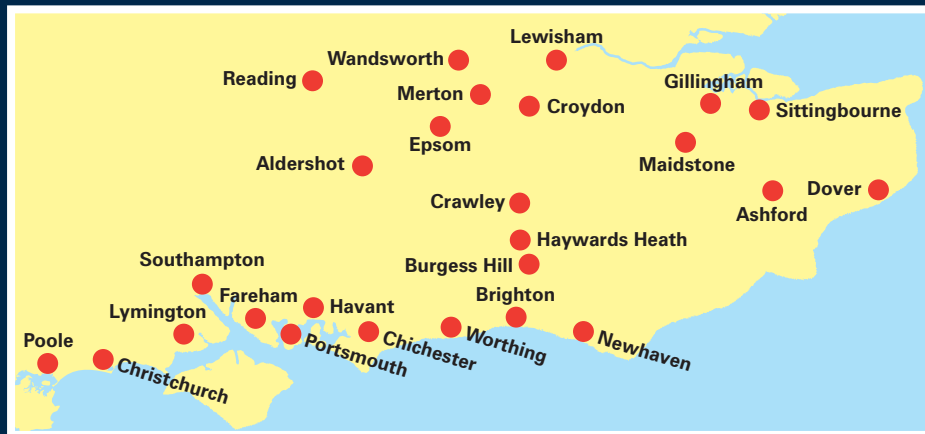 Lewisham
Wandsworth
Reading
Gillingham
Merton
Croydon
Sittingbourne
Epsom
Aldershot
Maidstone
Crawley
Dover
Ashford
Haywards Heath
Southampton
Burgess Hill
Fareham
Brighton
Lymington
Havant
Poole
Portsmouth
Chichester
Worthing
Newhaven
Christchurch